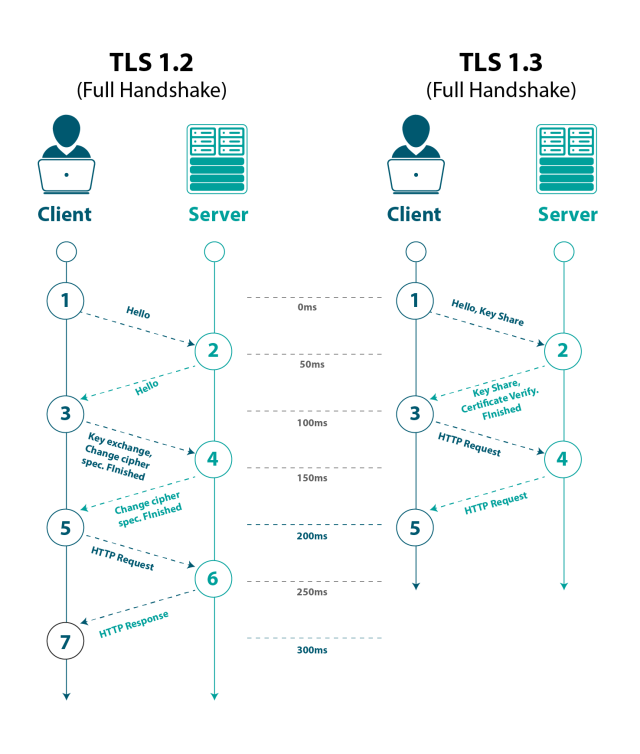 TLS 1.2
(Full Handshake)
Client
Server
1
Hello
2
Hello
3
Key exchange,
Change cipher
spec. FInished
4
Change cipher
spec. FInished
5
HTTP Request
6
HTTP Response
7
0ms
50ms
100ms
150ms
200ms
250ms
300ms
TLS 1.3
(Full Handshake)
Client
Server
1
Hello, Key Share
2
Key Share,
Certificate Verify.
FInished
3
HTTP Request
4
HTTP Request
5